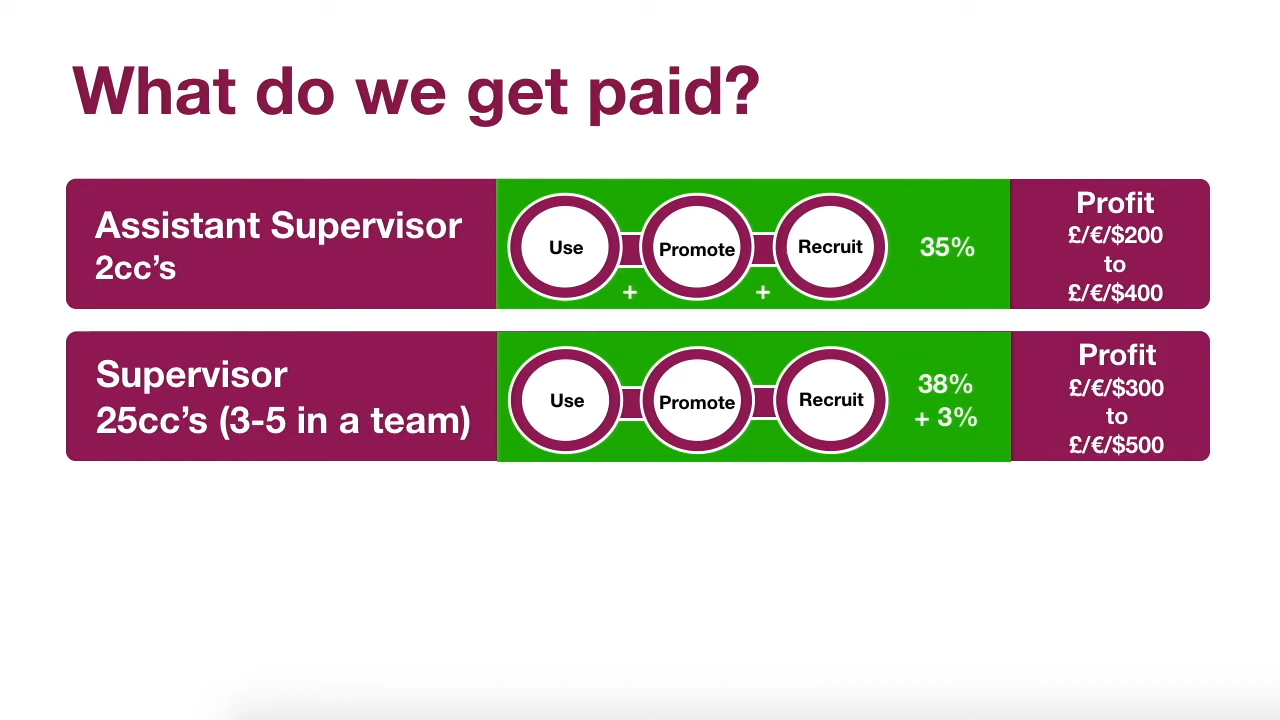 What do we get paid?
Assistant Supervisor
2cc’s
Use
Promote
Recruit
+
+
35%
Profit
£/€/$200
to
£/€/$400
Supervisor
25cc’s (3-5 in a team)
Use
Promote
Recruit
38%
+ 3%
Profit
£/€/$300
to
£/€/$500